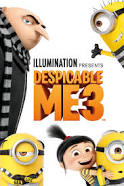 ILLUMINATION
PRESENTS
DESPICABLE
ME3